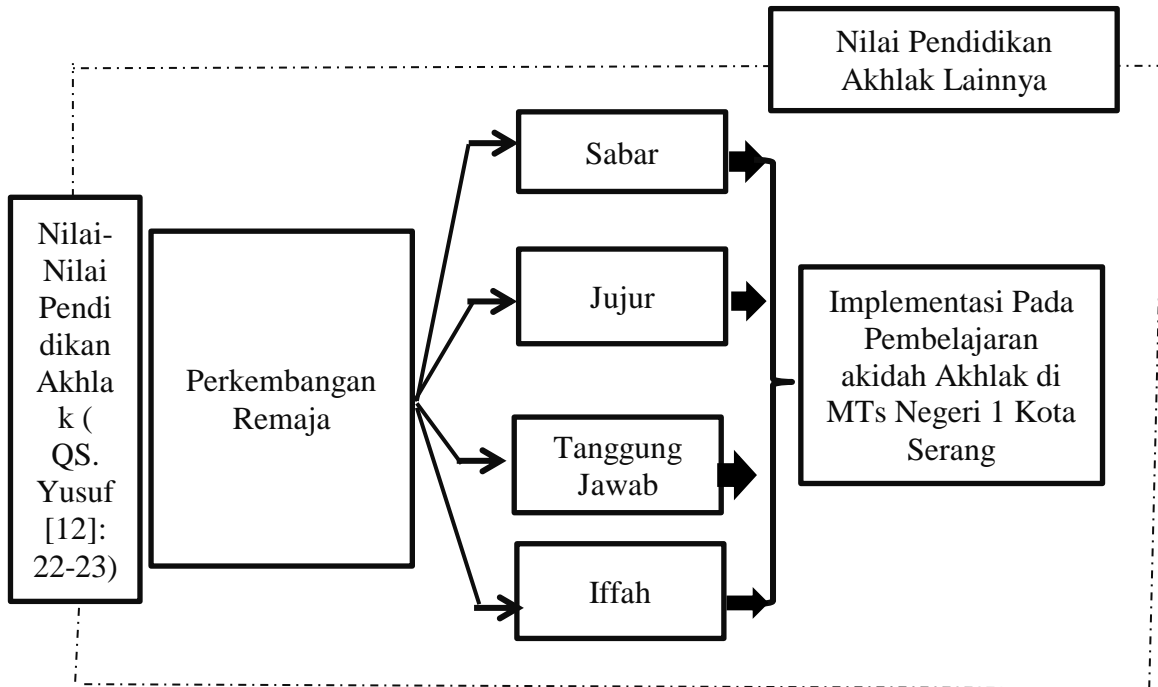 Nilai Pendidikan
Akhlak Lainnya
Nilai-
Nilai
Pendi
dikan
Akhla
k (
QS.
Yusuf
[12]:
22-23)
Perkembangan
Remaja
Sabar
Jujur
Tanggung
Jawab
Iffah
Implementasi Pada
Pembelajaran
akidah Akhlak di
MTs Negeri 1 Kota
Serang